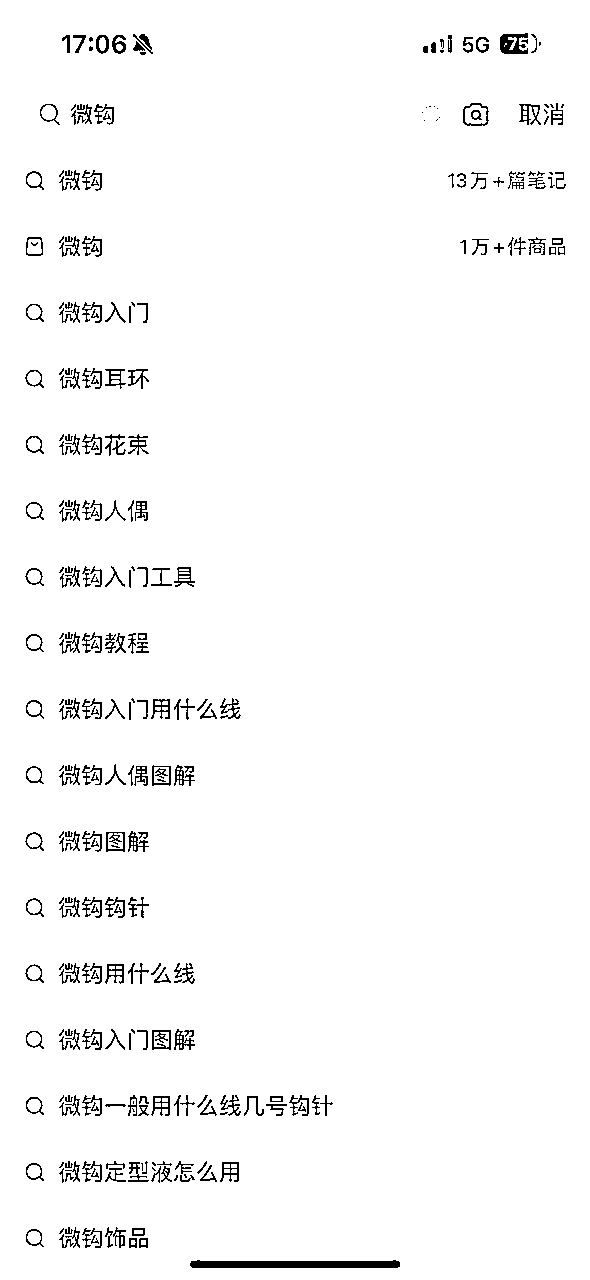 17:06 5G 75
微钩 取消
微钩 13万+篇笔记
微钩 1万+件商品
微钩入门
微钩耳环
微钩花束
微钩人偶
微钩入门工具
微钩教程
微钩入门用什么线
微钩人偶图解
微钩图解
微钩钩针
微钩用什么线
微钩入门图解
微钩一般用什么线几号钩针
微钩定型液怎么用
微钩饰品